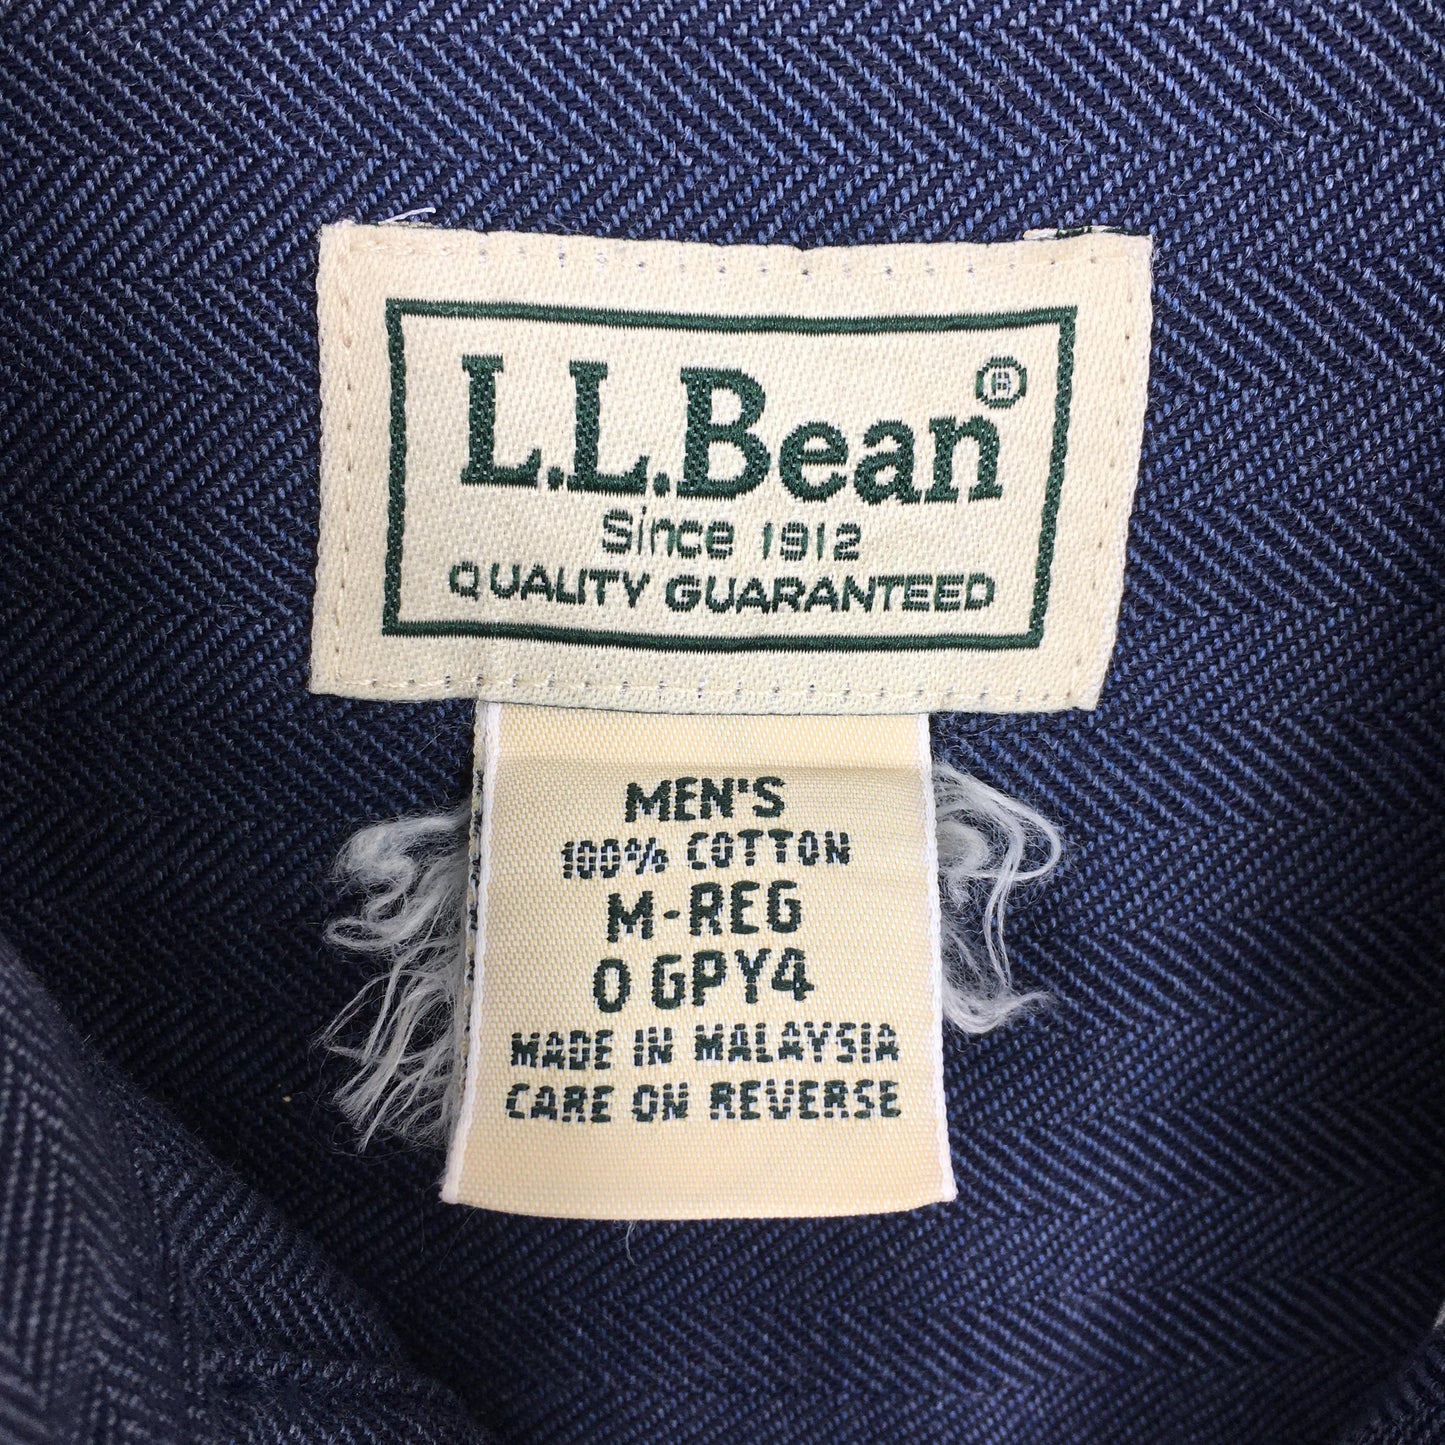 L.L.Bean®
Since 1912
QUALITY GUARANTEED
MEN'S
100% COTTON
M-REG
0 GPY4
MADE IN MALAYSIA
CARE ON REVERSE